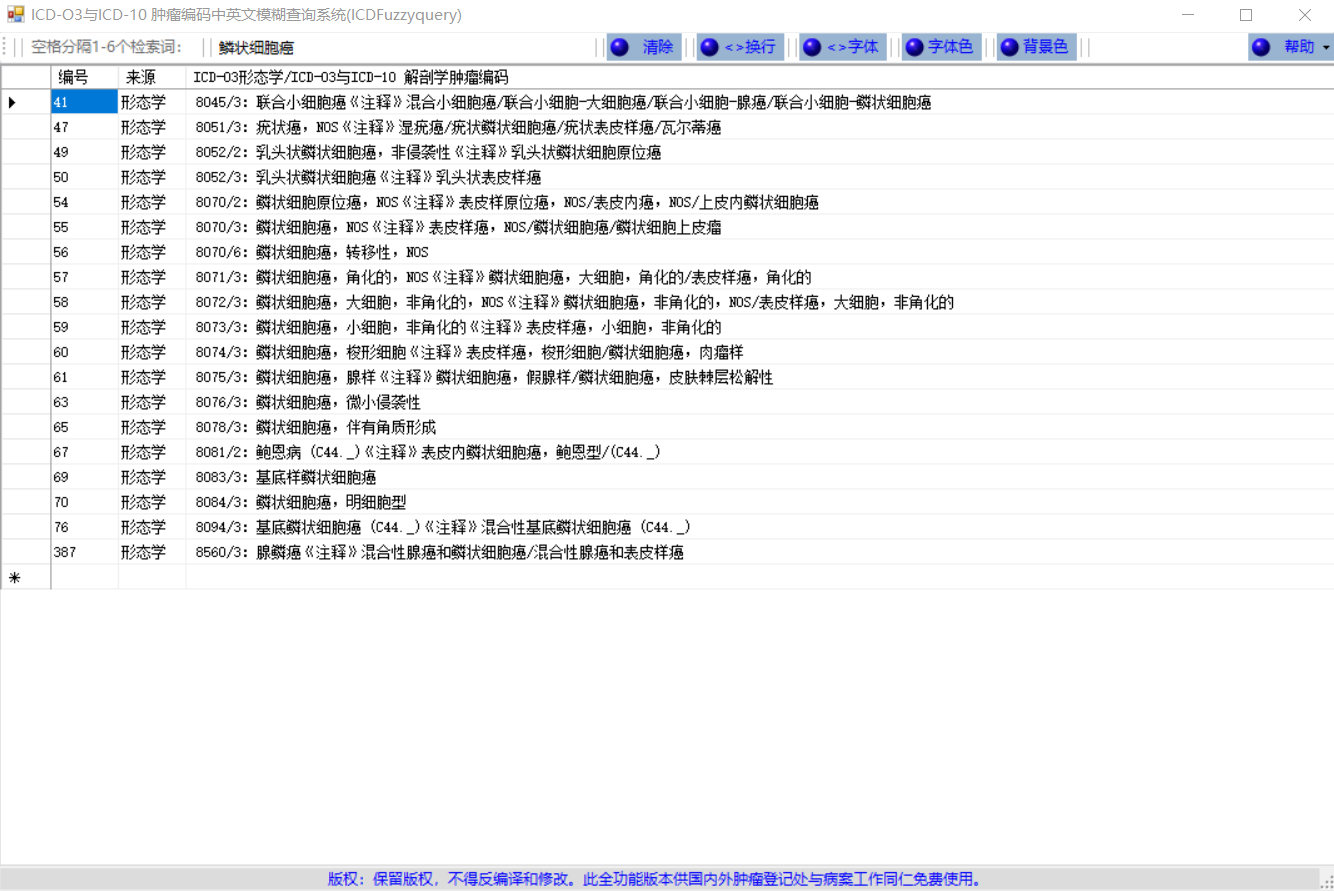 ICD-O3与ICD-10 肿瘤编码中英文模糊查询系统(ICDFuzzyquery)
空格分隔1-6个检索词： 鳞状细胞癌 清除 <>换行 <>字体 字体色 背景色 帮助
编号 来源 ICD-O3形态学/ICD-O3与ICD-10 解剖学肿瘤编码
41 形态学 8045/3：联合小细胞癌《注释》混合小细胞癌/联合小细胞-大细胞癌/联合小细胞-腺癌/联合小细胞-鳞状细胞癌
47 形态学 8051/3：疣状癌，NOS《注释》湿疣癌/疣状鳞状细胞癌/疣状表皮样癌/瓦尔蒂癌
49 形态学 8052/2：乳头状鳞状细胞癌，非侵袭性《注释》乳头状鳞状细胞原位癌
50 形态学 8052/3：乳头状鳞状细胞癌《注释》乳头状表皮样癌
54 形态学 8070/2：鳞状细胞原位癌，NOS《注释》表皮样原位癌，NOS/表皮内癌，NOS/上皮内鳞状细胞癌
55 形态学 8070/3：鳞状细胞癌，NOS《注释》表皮样癌，NOS/鳞状细胞癌/鳞状细胞上皮瘤
56 形态学 8070/6：鳞状细胞癌，转移性，NOS
57 形态学 8071/3：鳞状细胞癌，角化的，NOS《注释》鳞状细胞癌，大细胞，角化的/表皮样癌，角化的
58 形态学 8072/3：鳞状细胞癌，大细胞，非角化的，NOS《注释》鳞状细胞癌，非角化的，NOS/表皮样癌，大细胞，非角化的
59 形态学 8073/3：鳞状细胞癌，小细胞，非角化的《注释》表皮样癌，小细胞，非角化的
60 形态学 8074/3：鳞状细胞癌，梭形细胞《注释》表皮样癌，梭形细胞/鳞状细胞癌，肉瘤样
61 形态学 8075/3：鳞状细胞癌，腺样《注释》鳞状细胞癌，假腺样/鳞状细胞癌，皮肤棘层松解性
63 形态学 8076/3：鳞状细胞癌，微小侵袭性
65 形态学 8078/3：鳞状细胞癌，伴有角质形成
67 形态学 8081/2：鲍恩病（C44._）《注释》表皮内鳞状细胞癌，鲍恩型/(C44._)
69 形态学 8083/3：基底样鳞状细胞癌
70 形态学 8084/3：鳞状细胞癌，明细胞型
76 形态学 8094/3：基底鳞状细胞癌（C44._）《注释》混合性基底鳞状细胞癌（C44._）
387 形态学 8560/3：腺鳞癌《注释》混合性腺癌和鳞状细胞癌/混合性腺癌和表皮样癌
版权：保留版权，不得反编译和修改。此全功能版本供国内外肿瘤登记处与病案工作同仁免费使用。